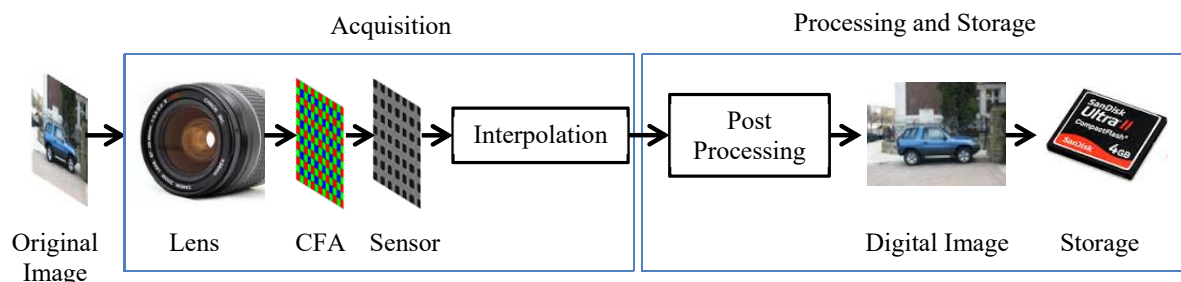 Acquisition
Processing and Storage
Interpolation
Post
Processing
SanDisk
Ultra II
CompactFlash
4GB
SanDisk
Original
Image
Lens
CFA
Sensor
Digital Image
Storage